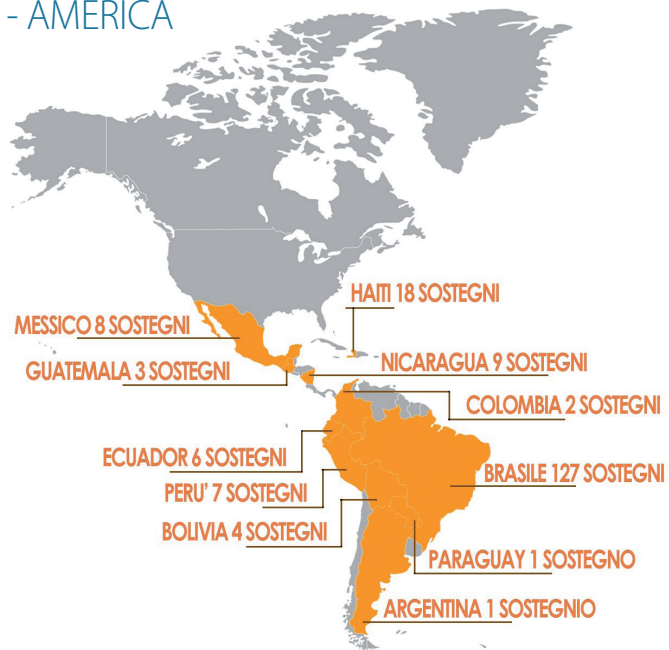 - AMERICA
HAITI 18 SOSTEGNI
MESSICO 8 SOSTEGNI
GUATEMALA 3 SOSTEGNI
NICARAGUA 9 SOSTEGNI
COLOMBIA 2 SOSTEGNI
ECUADOR 6 SOSTEGNI
BRASILE 127 SOSTEGNI
PERU' 7 SOSTEGNI
BOLIVIA 4 SOSTEGNI
PARAGUAY 1 SOSTEGNO
ARGENTINA 1 SOSTEGNIO